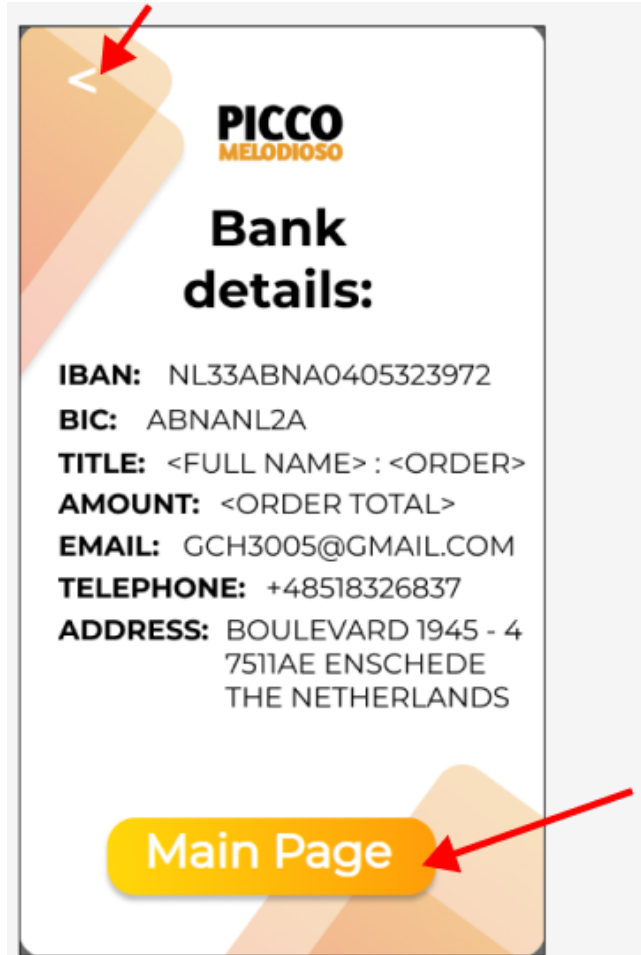 <
PICCO
MELODIOSO
Bank
details:
IBAN: NL33ABNA0405323972
BIC: ABNANL2A
TITLE: <FULL NAME> : <ORDER>
AMOUNT: <ORDER TOTAL>
EMAIL: GCH3005@GMAIL.COM
TELEPHONE: +48518326837
ADDRESS: BOULEVARD 1945 - 4
7511AE ENSCHEDE
THE NETHERLANDS
Main Page